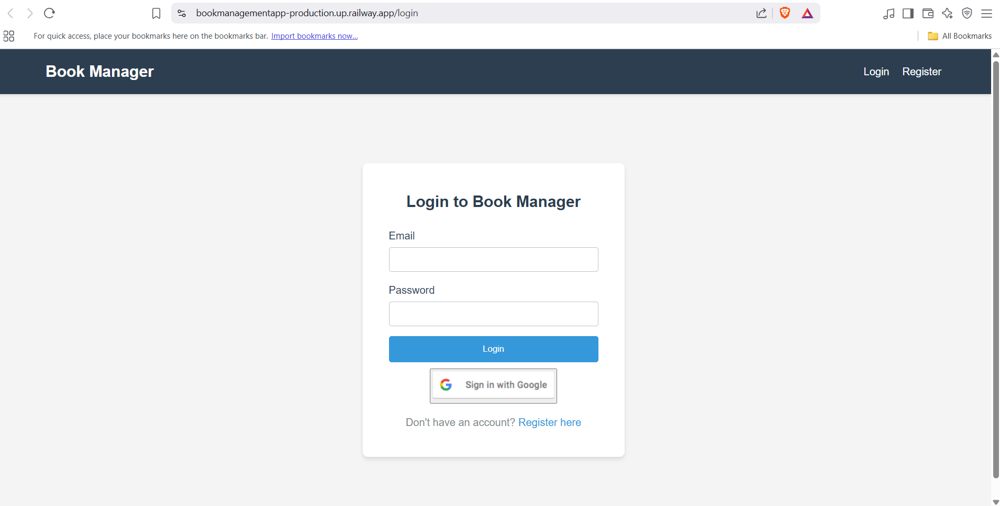 bookmanagementapp-production.up.railway.app/login
For quick access, place your bookmarks here on the bookmarks bar. Import bookmarks now...
All Bookmarks
Book Manager
Login Register
Login to Book Manager
Email
Password
Login
Sign in with Google
Don't have an account? Register here